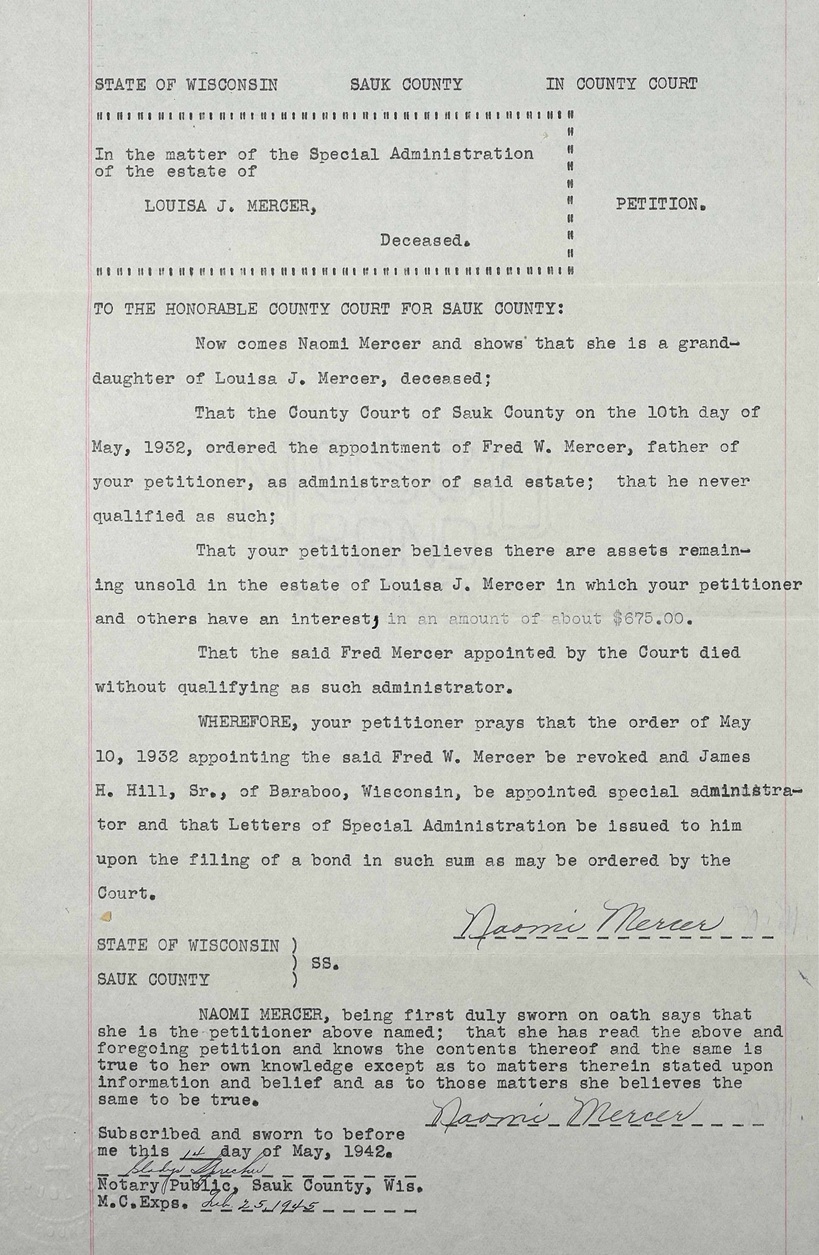 STATE OF WISCONSIN SAUK COUNTY IN COUNTY COURT
In the matter of the Special Administration
of the estate of
LOUISA J. MERCER,
PETITION.
Deceased.
TO THE HONORABLE COUNTY COURT FOR SAUK COUNTY:
Now comes Naomi Mercer and shows that she is a grand-
daughter of Louisa J. Mercer, deceased;
That the County Court of Sauk County on the 10th day of
May, 1932, ordered the appointment of Fred W. Mercer, father of
your petitioner, as administrator of said estate; that he never
qualified as such;
That your petitioner believes there are assets remain-
ing unsold in the estate of Louisa J. Mercer in which your petitioner
and others have an interest, in an amount of about $675.00.
That the said Fred Mercer appointed by the Court died
without qualifying as such administrator.
WHEREFORE, your petitioner prays that the order of May
10, 1932 appointing the said Fred W. Mercer be revoked and James
H. Hill, Sr., of Baraboo, Wisconsin, be appointed special administra-
tor and that Letters of Special Administration be issued to him
upon the filing of a bond in such sum as may be ordered by the
Court.
Naomi Mercer
STATE OF WISCONSIN )
) SS.
SAUK COUNTY )
NAOMI MERCER, being first duly sworn on oath says that
she is the petitioner above named; that she has read the above and
foregoing petition and knows the contents thereof and the same is
true to her own knowledge except as to matters therein stated upon
information and belief and as to those matters she believes the
same to be true.
Naomi Mercer
Subscribed and sworn to before
me this day of May, 1942.
Gladys Sprecher
Notary Public, Sauk County, Wis.
M.C.Exps. Feb. 25, 1945